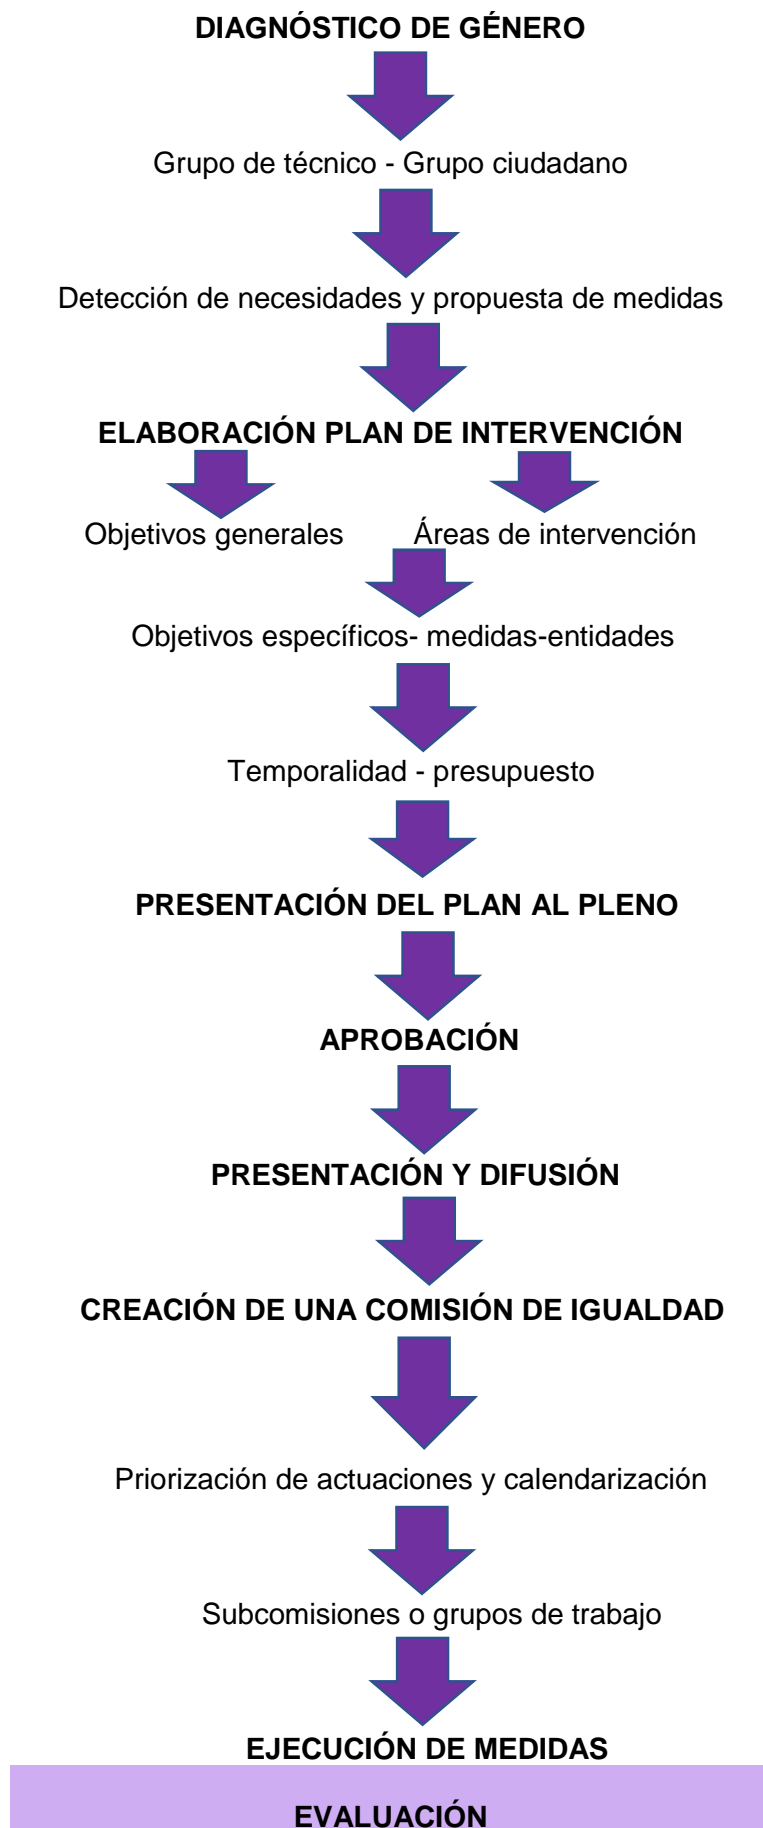 DIAGNÓSTICO DE GÉNERO
Grupo de técnico - Grupo ciudadano
Detección de necesidades y propuesta de medidas
ELABORACIÓN PLAN DE INTERVENCIÓN
Objetivos generales
Áreas de intervención
Objetivos específicos- medidas-entidades
Temporalidad - presupuesto
PRESENTACIÓN DEL PLAN AL PLENO
APROBACIÓN
PRESENTACIÓN Y DIFUSIÓN
CREACIÓN DE UNA COMISIÓN DE IGUALDAD
Priorización de actuaciones y calendarización
Subcomisiones o grupos de trabajo
EJECUCIÓN DE MEDIDAS
EVALUACIÓN